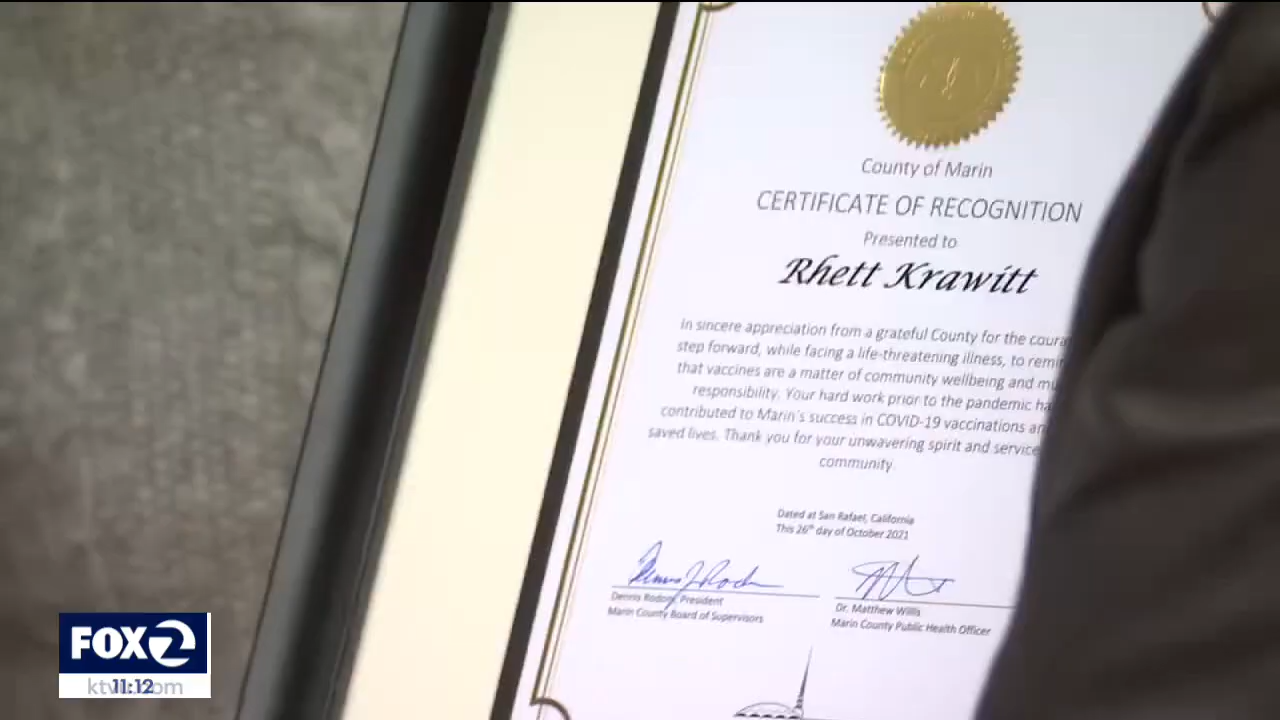 County of Marin
CERTIFICATE OF RECOGNITION
Presented to
Rhett Krawitt
In sincere appreciation from a grateful County for the coura
step forward, while facing a life-threatening illness, to remin
that vaccines are a matter of community wellbeing and mu
responsibility. Your hard work prior to the pandemic ha
contributed to Marin's success in COVID-19 vaccinations an
saved lives. Thank you for your unwavering spirit and service
community
Dated at San Rafael, California
This 26th day of October 2021
Dennis Rodoni, President
Marin County Board of Supervisors
Dr. Matthew Willis
Marin County Public Health Officer
FOX 2
11:12